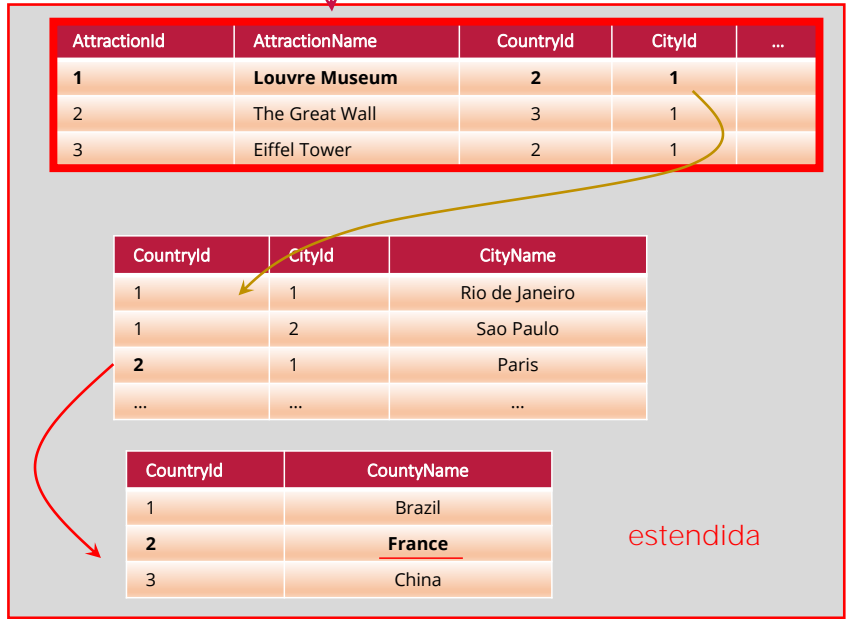 AttractionId AttractionName CountryId CityId ...
1 Louvre Museum 2 1
2 The Great Wall 3 1
3 Eiffel Tower 2 1
CountryId CityId CityName
1 1 Rio de Janeiro
1 2 Sao Paulo
2 1 Paris
... ... ...
CountryId CountyName
1 Brazil
2 France
3 China
estendida